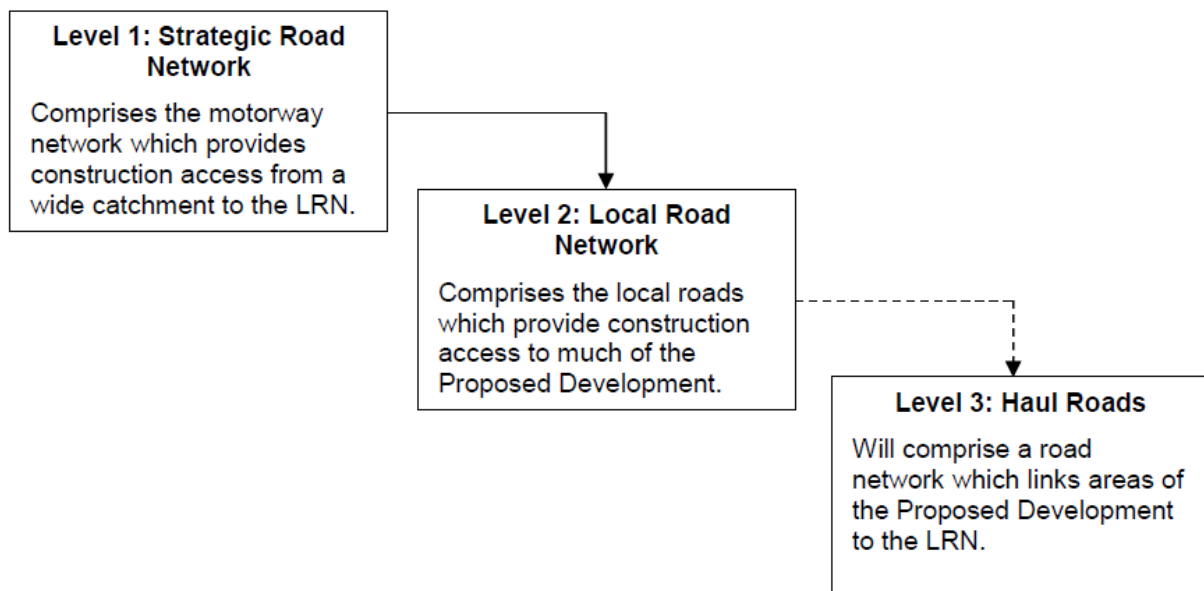 Level 1: Strategic Road
Network
Comprises the motorway
network which provides
construction access from a
wide catchment to the LRN.
Level 2: Local Road
Network
Comprises the local roads
which provide construction
access to much of the
Proposed Development.
Level 3: Haul Roads
Will comprise a road
network which links areas of
the Proposed Development
to the LRN.